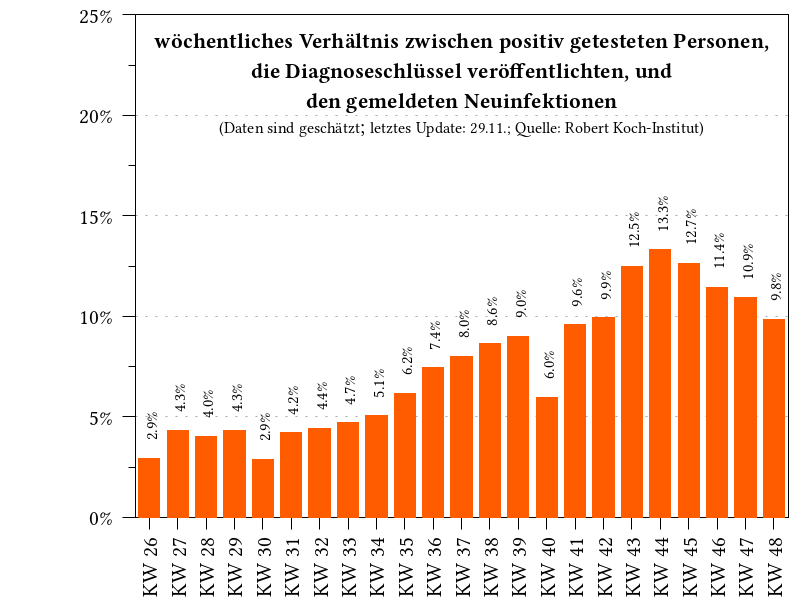 wöchentliches Verhältnis zwischen positiv getesteten Personen,
die Diagnoseschlüssel veröffentlichten, und
den gemeldeten Neuinfektionen
(Daten sind geschätzt; letztes Update: 29.11.; Quelle: Robert Koch-Institut)
25%
20%
15%
10%
5%
0%
2.9%
4.3%
4.0%
4.3%
2.9%
4.2%
4.4%
4.7%
5.1%
6.2%
7.4%
8.0%
8.6%
9.0%
6.0%
9.6%
9.9%
12.5%
13.3%
12.7%
11.4%
10.9%
9.8%
KW 26
KW 27
KW 28
KW 29
KW 30
KW 31
KW 32
KW 33
KW 34
KW 35
KW 36
KW 37
KW 38
KW 39
KW 40
KW 41
KW 42
KW 43
KW 44
KW 45
KW 46
KW 47
KW 48